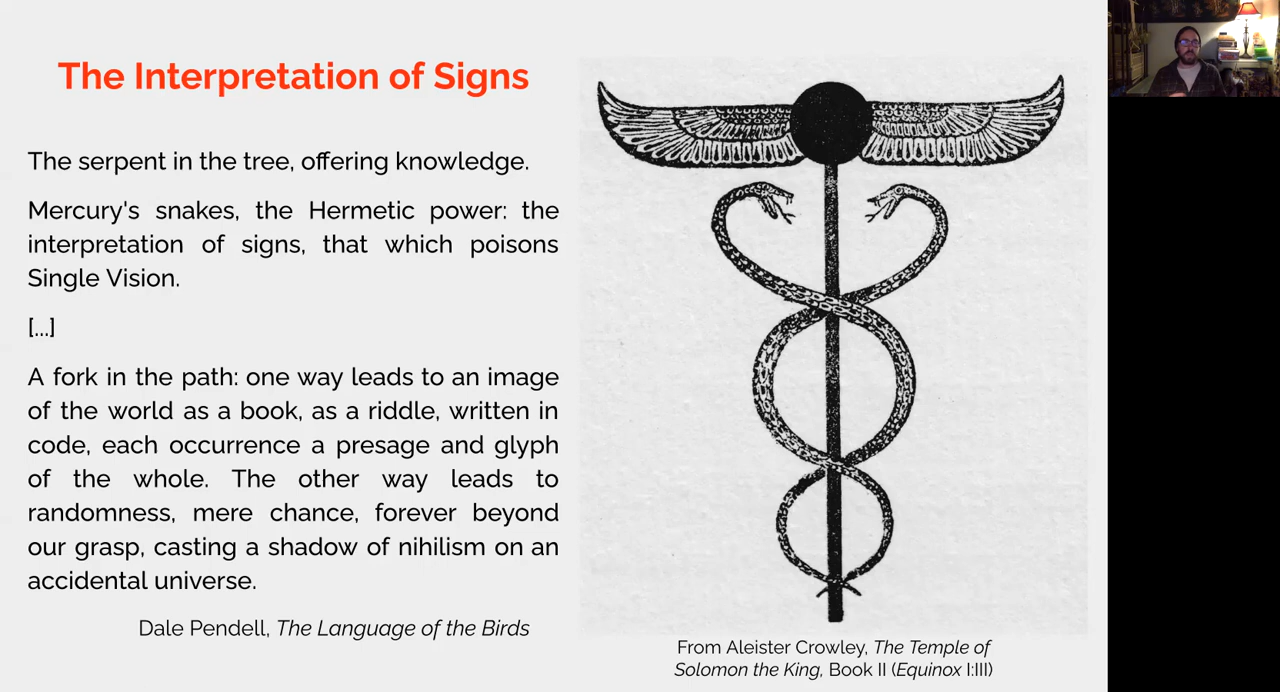 The Interpretation of Signs
The serpent in the tree, offering knowledge.
Mercury's snakes, the Hermetic power: the
interpretation of signs, that which poisons
Single Vision.
[...]
A fork in the path: one way leads to an image
of the world as a book, as a riddle, written in
code, each occurrence a presage and glyph
of the whole. The other way leads to
randomness, mere chance, forever beyond
our grasp, casting a shadow of nihilism on an
accidental universe.
Dale Pendell, The Language of the Birds
From Aleister Crowley, The Temple of
Solomon the King, Book II (Equinox I:III)